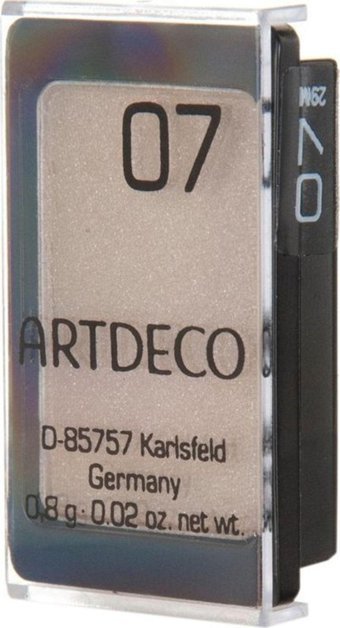 07
ARTDECO
D-85757 Karlsfeld
Germany
0,8 g · 0.02 oz. net wt.
07